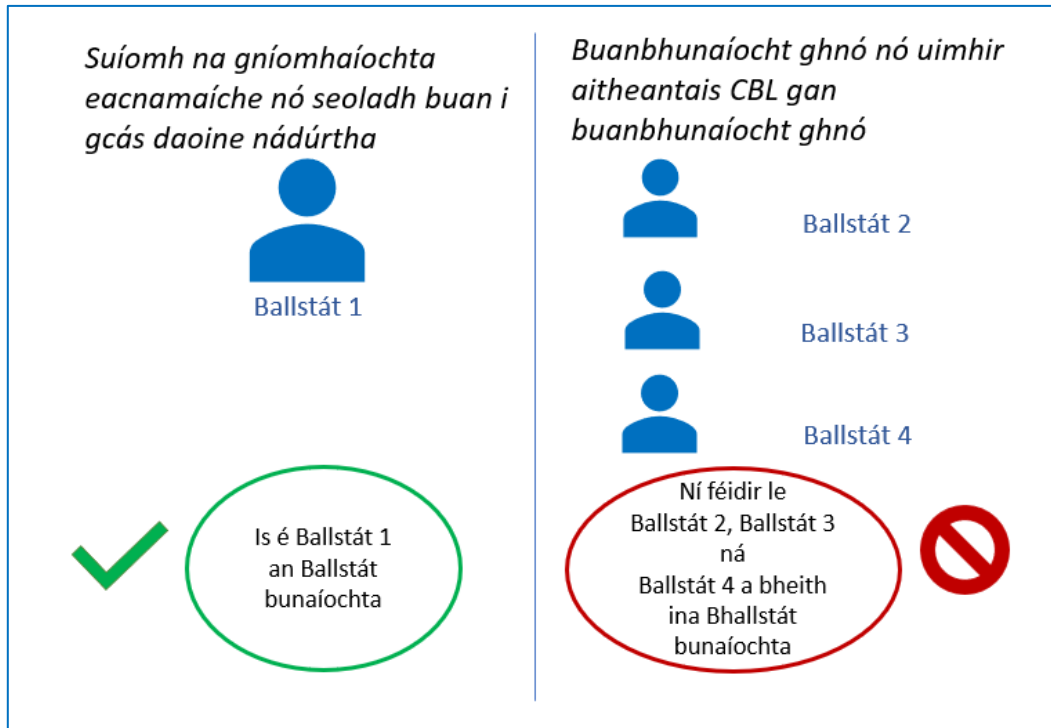 Suíomh na gníomhaíochta
eacnamaíche nó seoladh buan i
gcás daoine nádúrtha
Ballstát 1
Is é Ballstát 1
an Ballstát
bunaíochta
Buanbhunaíocht ghnó nó uimhir
aitheantais CBL gan
buanbhunaíocht ghnó
Ballstát 2
Ballstát 3
Ballstát 4
Ní féidir le
Ballstát 2, Ballstát 3
ná
Ballstát 4 a bheith
ina Bhallstát
bunaíochta